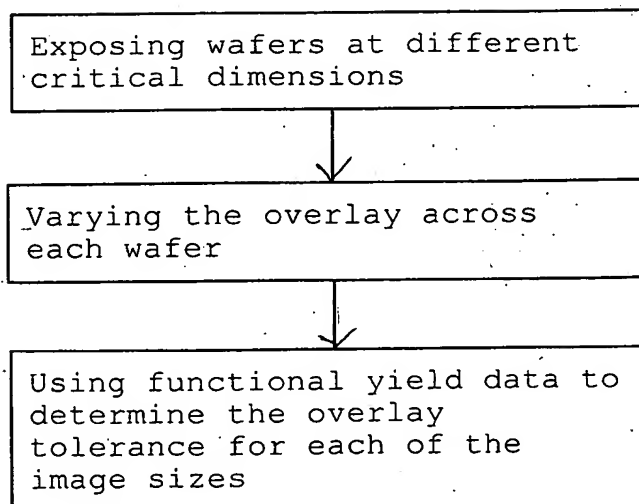 Exposing wafers at different
critical dimensions
Varying the overlay across
each wafer
Using functional yield data to
determine the overlay
tolerance for each of the
image sizes